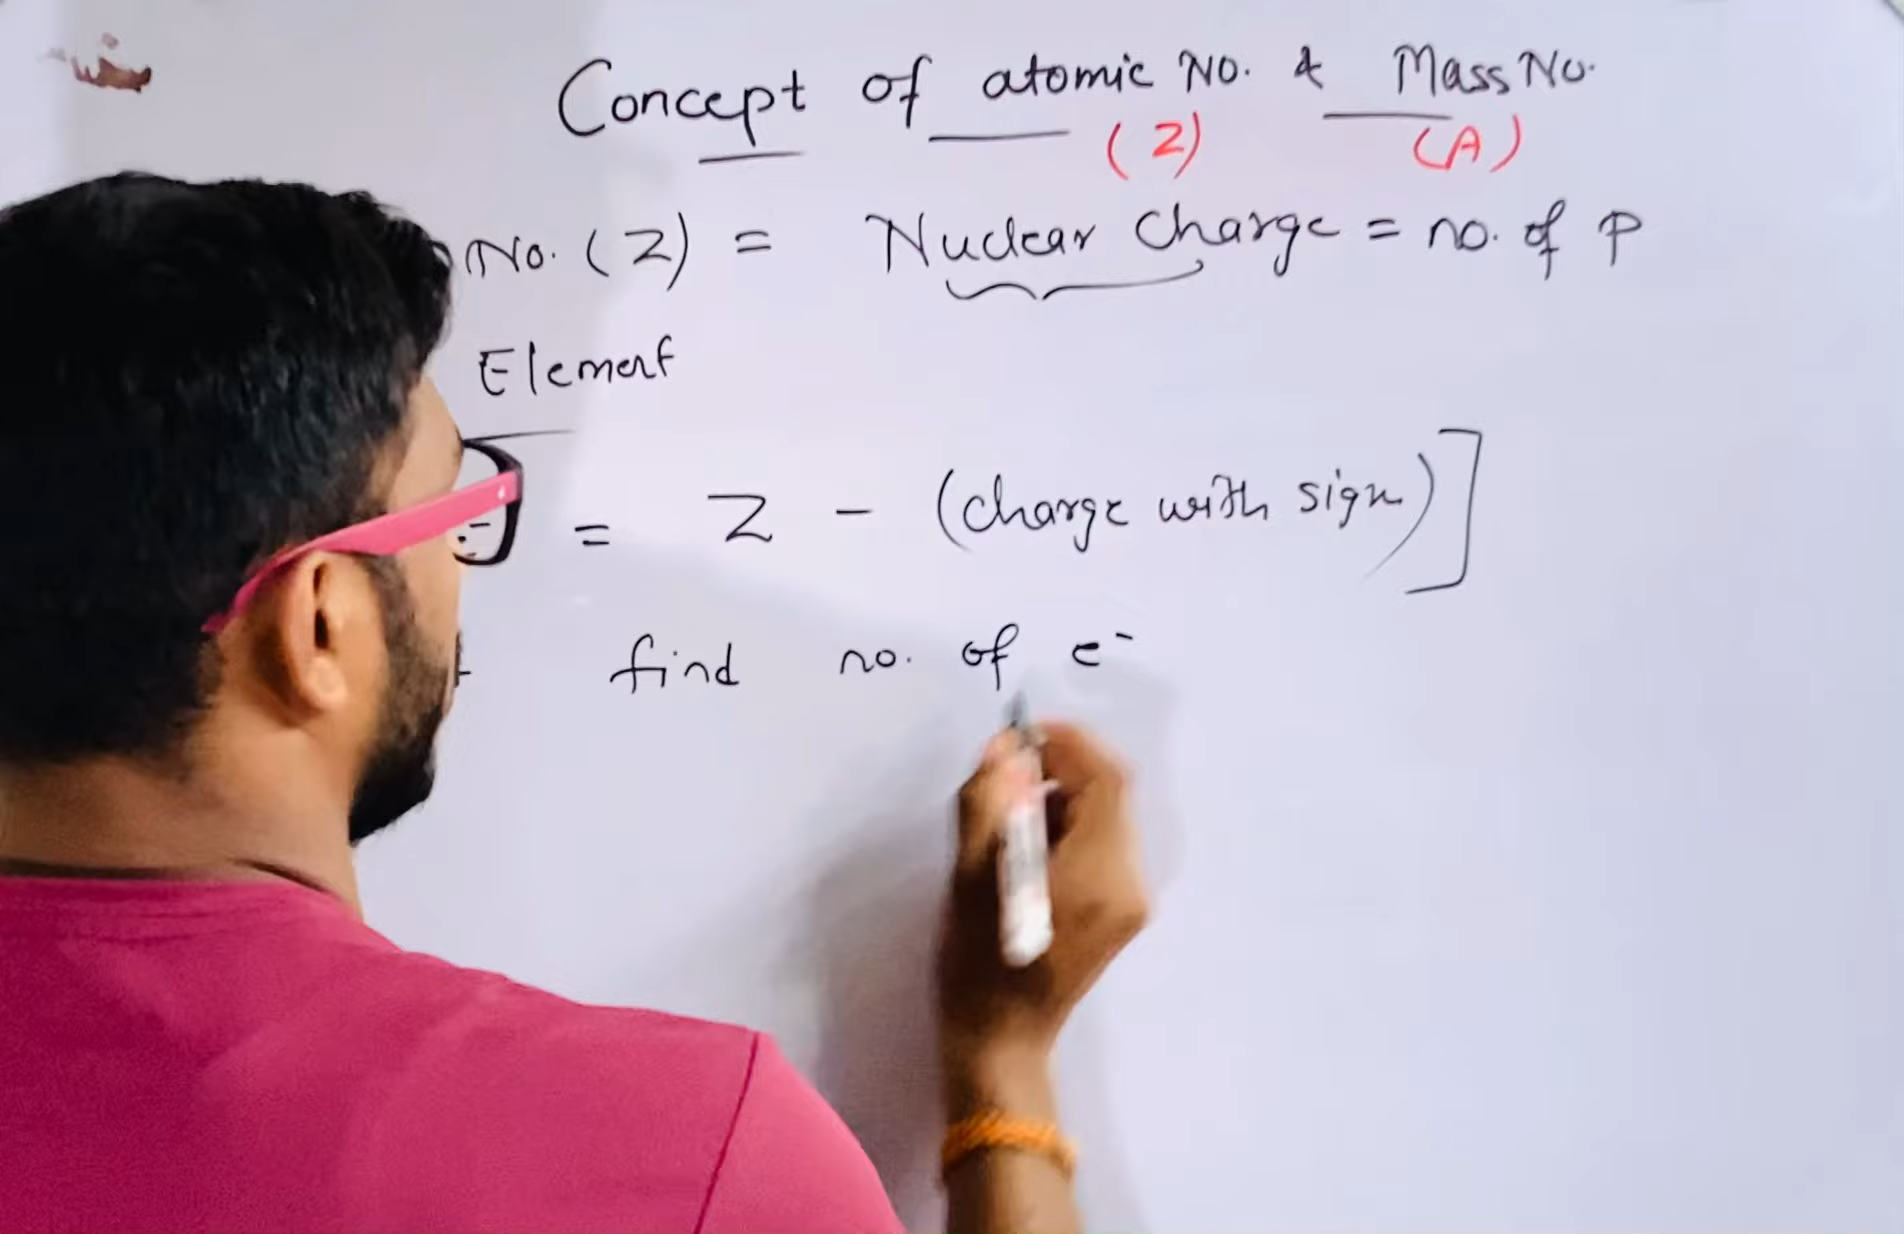 Concept of atomic No. & Mass No.
(Z) (A)
No. (Z) = Nuclear Charge = no. of p
Element
= Z - (charge with sign)]
find no. of e-